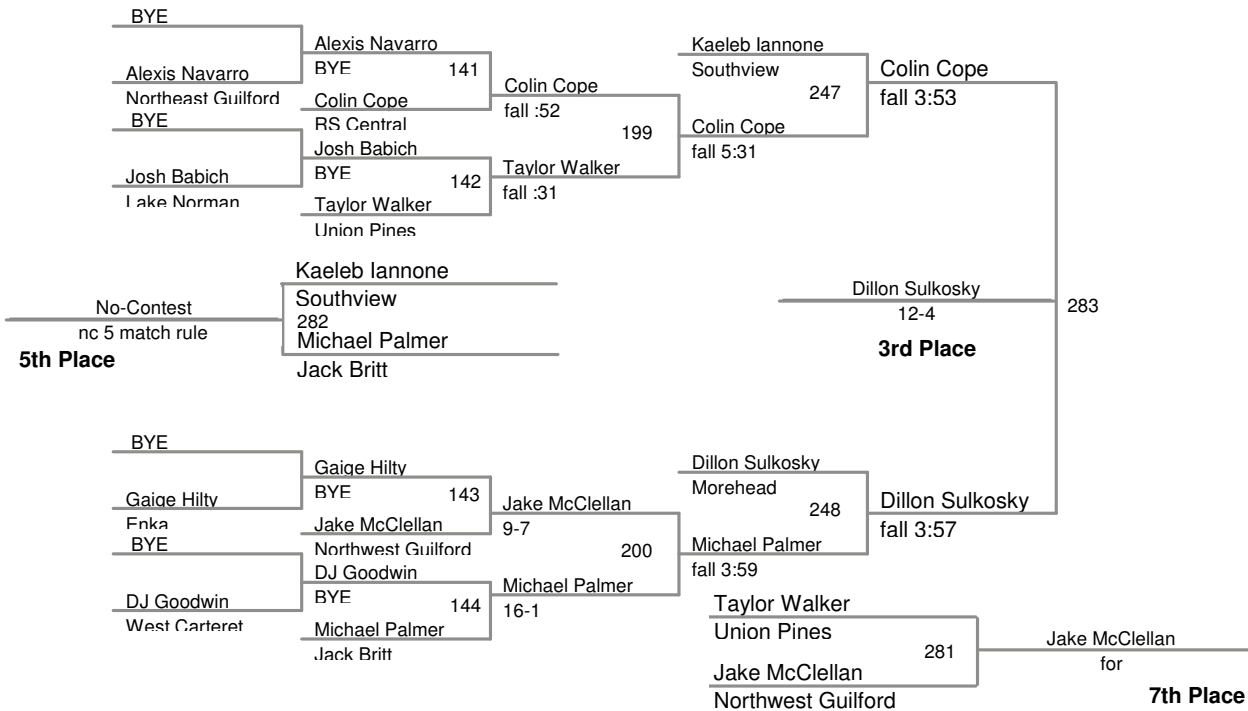 BYE
Alexis Navarro
Northeast Guilford
BYE
Josh Babich
Lake Norman
Alexis Navarro
BYE
141
Colin Cope
RS Central
Josh Babich
BYE
142
Taylor Walker
Union Pines
Colin Cope
fall :52
199
Taylor Walker
fall :31
Kaeleb Iannone
Southview
247
Colin Cope
fall 5:31
Colin Cope
fall 3:53
No-Contest
nc 5 match rule
5th Place
Kaeleb Iannone
Southview
282
Michael Palmer
Jack Britt
Dillon Sulkosky
12-4
3rd Place
283
BYE
Gaige Hilty
Enka
BYE
DJ Goodwin
West Carteret
Gaige Hilty
BYE
143
Jake McClellan
Northwest Guilford
DJ Goodwin
BYE
144
Michael Palmer
Jack Britt
Jake McClellan
9-7
200
Michael Palmer
16-1
Dillon Sulkosky
Morehead
248
Michael Palmer
fall 3:59
Dillon Sulkosky
fall 3:57
Taylor Walker
Union Pines
281
Jake McClellan
Northwest Guilford
Jake McClellan
for
7th Place